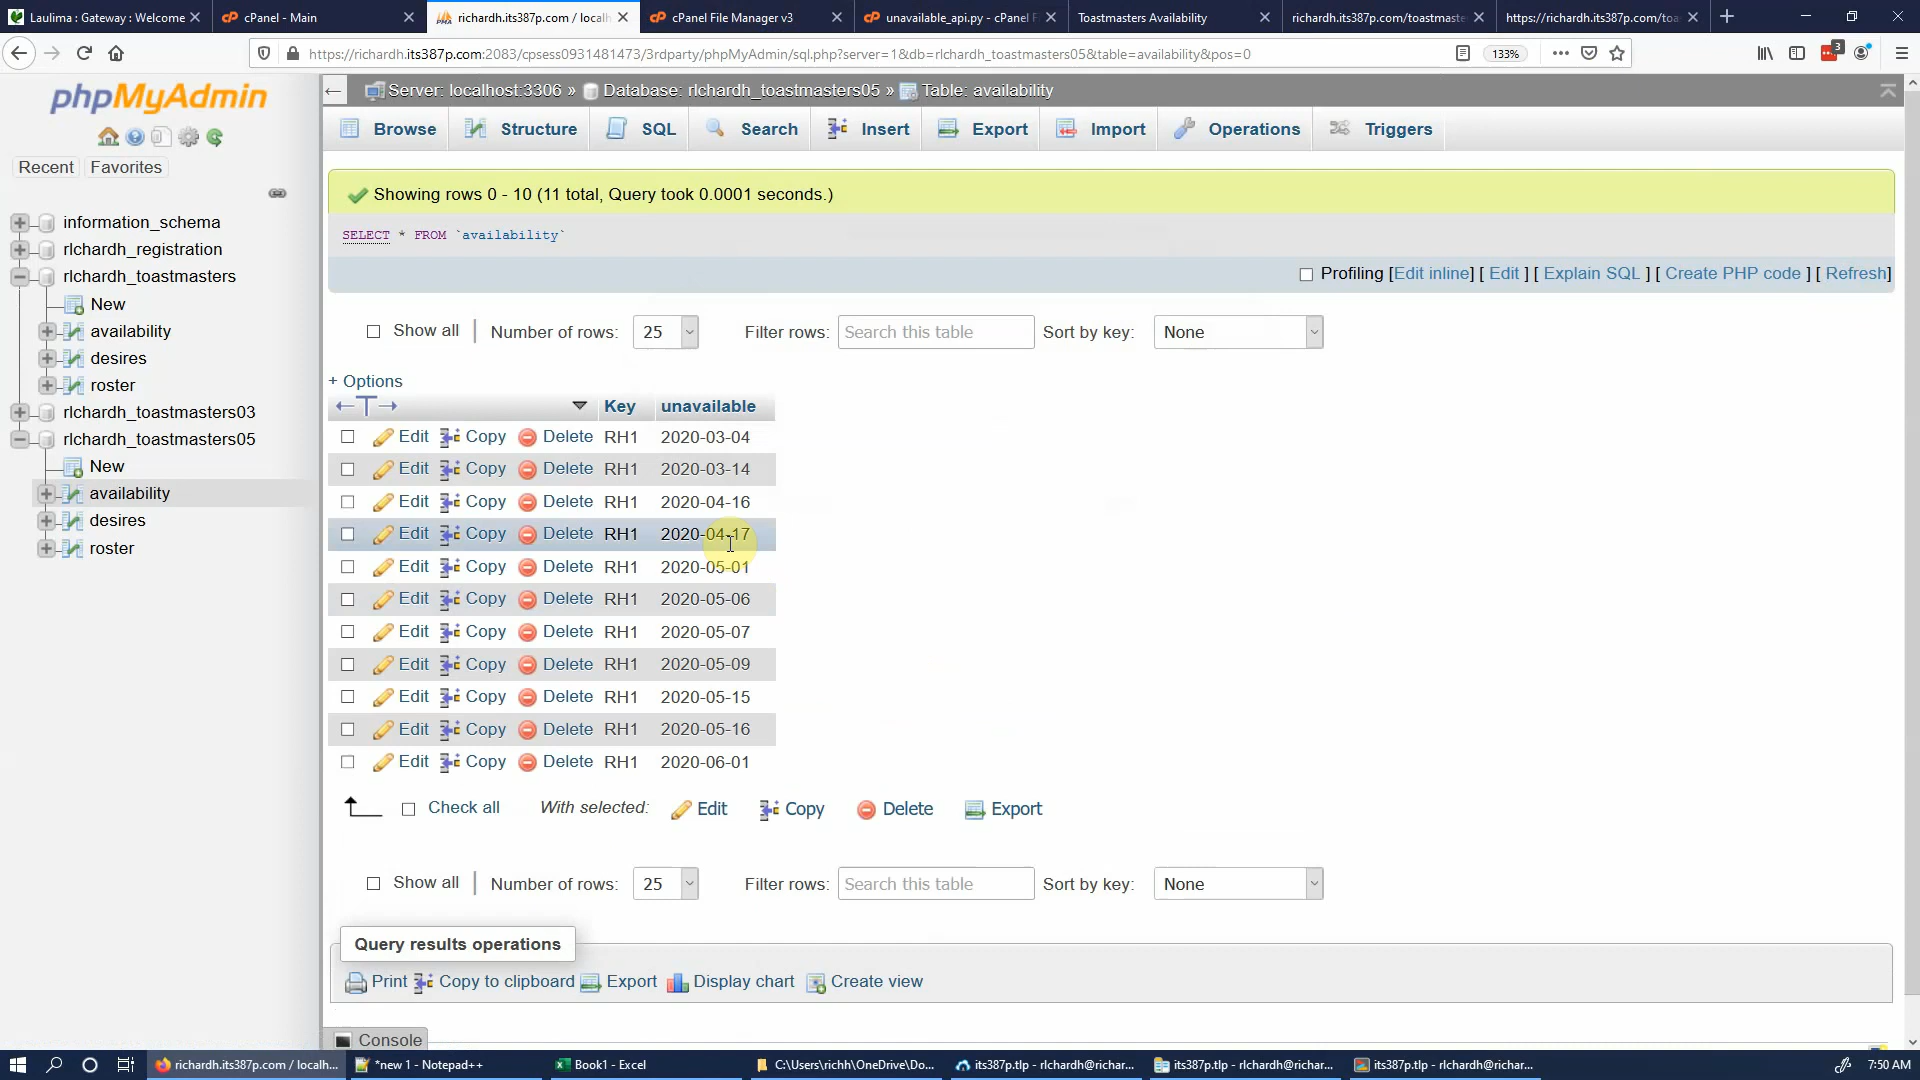 Laulima : Gateway : Welcome
cPanel - Main
richardh.its387p.com / localh
cPanel File Manager v3
unavailable_api.py - cPanel F
Toastmasters Availability
richardh.its387p.com/toastmaste
https://richardh.its387p.com/toa
https://richardh.its387p.com:2083/cpsess0931481473/3rdparty/phpMyAdmin/sql.php?server=1&db=rlchardh_toastmasters05&table=availability&pos=0
133%
3
phpMyAdmin
Recent Favorites
information_schema
rlchardh_registration
rlchardh_toastmasters
New
availability
desires
roster
rlchardh_toastmasters03
rlchardh_toastmasters05
New
availability
desires
roster
Server: localhost:3306 » Database: rlchardh_toastmasters05 » Table: availability
Browse Structure SQL Search Insert Export Import Operations Triggers
Showing rows 0 - 10 (11 total, Query took 0.0001 seconds.)
SELECT * FROM `availability`
Profiling [Edit inline] [ Edit ] [ Explain SQL ] [ Create PHP code ] [ Refresh]
Show all | Number of rows: 25 Filter rows: Search this table Sort by key: None
+ Options
←T→ Key unavailable
Edit Copy Delete RH1 2020-03-04
Edit Copy Delete RH1 2020-03-14
Edit Copy Delete RH1 2020-04-16
Edit Copy Delete RH1 2020-04-17
Edit Copy Delete RH1 2020-05-01
Edit Copy Delete RH1 2020-05-06
Edit Copy Delete RH1 2020-05-07
Edit Copy Delete RH1 2020-05-09
Edit Copy Delete RH1 2020-05-15
Edit Copy Delete RH1 2020-05-16
Edit Copy Delete RH1 2020-06-01
Check all With selected: Edit Copy Delete Export
Show all | Number of rows: 25 Filter rows: Search this table Sort by key: None
Query results operations
Print Copy to clipboard Export Display chart Create view
Console
richardh.its387p.com / localh...
*new 1 - Notepad++
Book1 - Excel
C:\Users\richh\OneDrive\Do...
its387p.tlp - rlchardh@richar...
its387p.tlp - rlchardh@richar...
its387p.tlp - rlchardh@richar...
7:50 AM